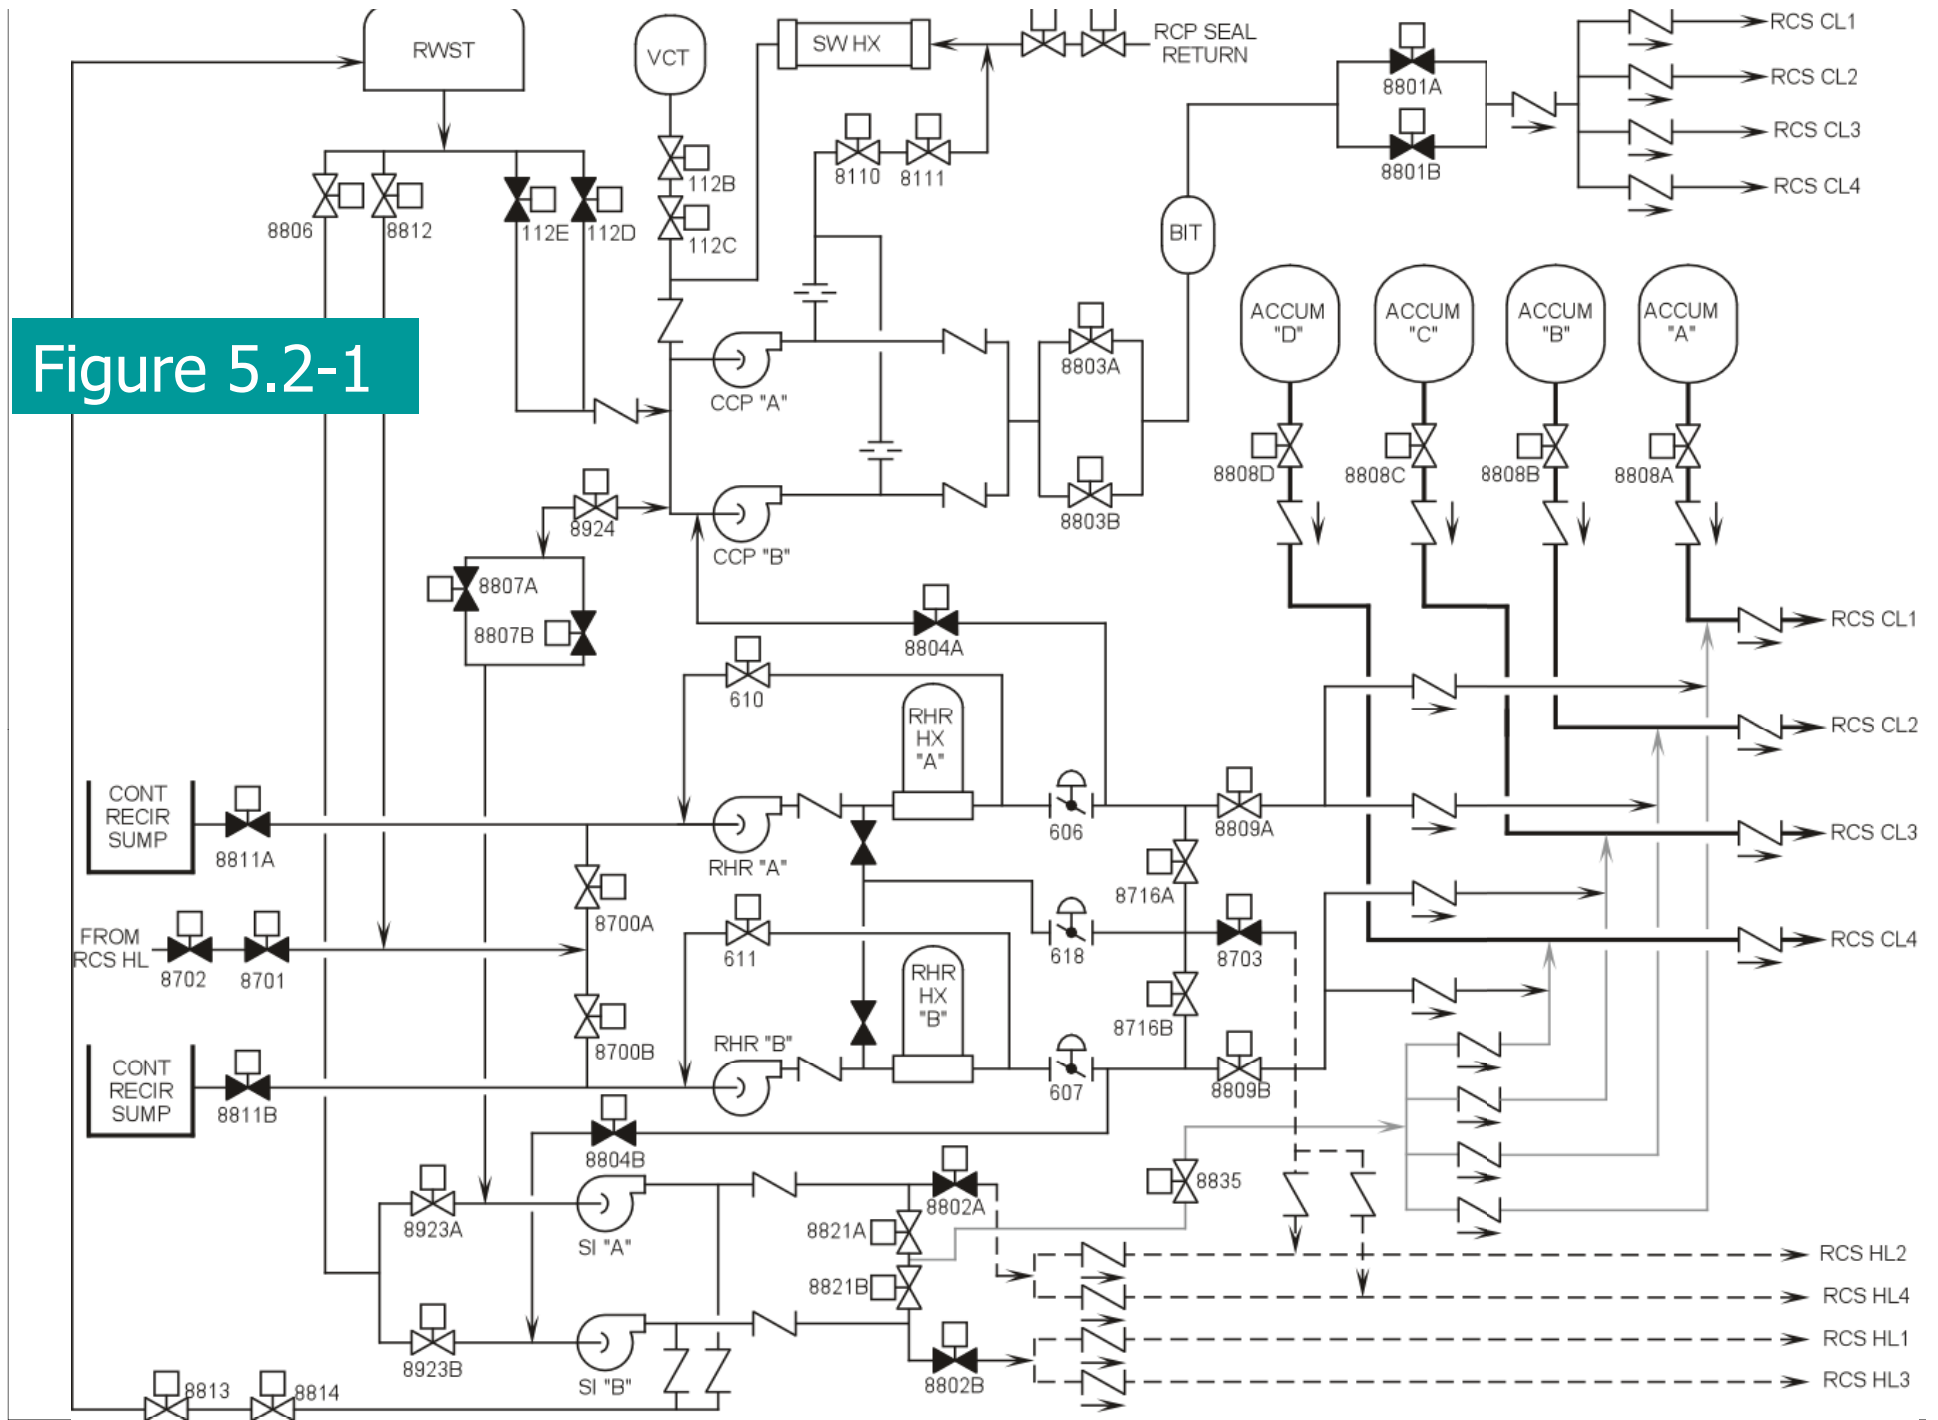 RWST
VCT
SW HX
RCP SEAL
RETURN
RCS CL1
RCS CL2
RCS CL3
RCS CL4
8801A
8801B
8110
8111
112B
112C
8806
8812
112E
112D
BIT
Figure 5.2-1
ACCUM
"D"
ACCUM
"C"
ACCUM
"B"
ACCUM
"A"
8803A
8803B
CCP "A"
CCP "B"
8808D
8808C
8808B
8808A
8924
8807A
8807B
8804A
610
RHR
HX
"A"
RCS CL1
RCS CL2
RCS CL3
RCS CL4
CONT
RECIR
SUMP
8811A
RHR "A"
606
8809A
8716A
8700A
FROM
RCS HL
8702
8701
611
618
8703
RHR
HX
"B"
8716B
8700B
RHR "B"
CONT
RECIR
SUMP
8811B
607
8809B
8804B
8923A
SI "A"
8802A
8821A
8835
8821B
8923B
SI "B"
8802B
8813
8814
RCS HL2
RCS HL4
RCS HL1
RCS HL3